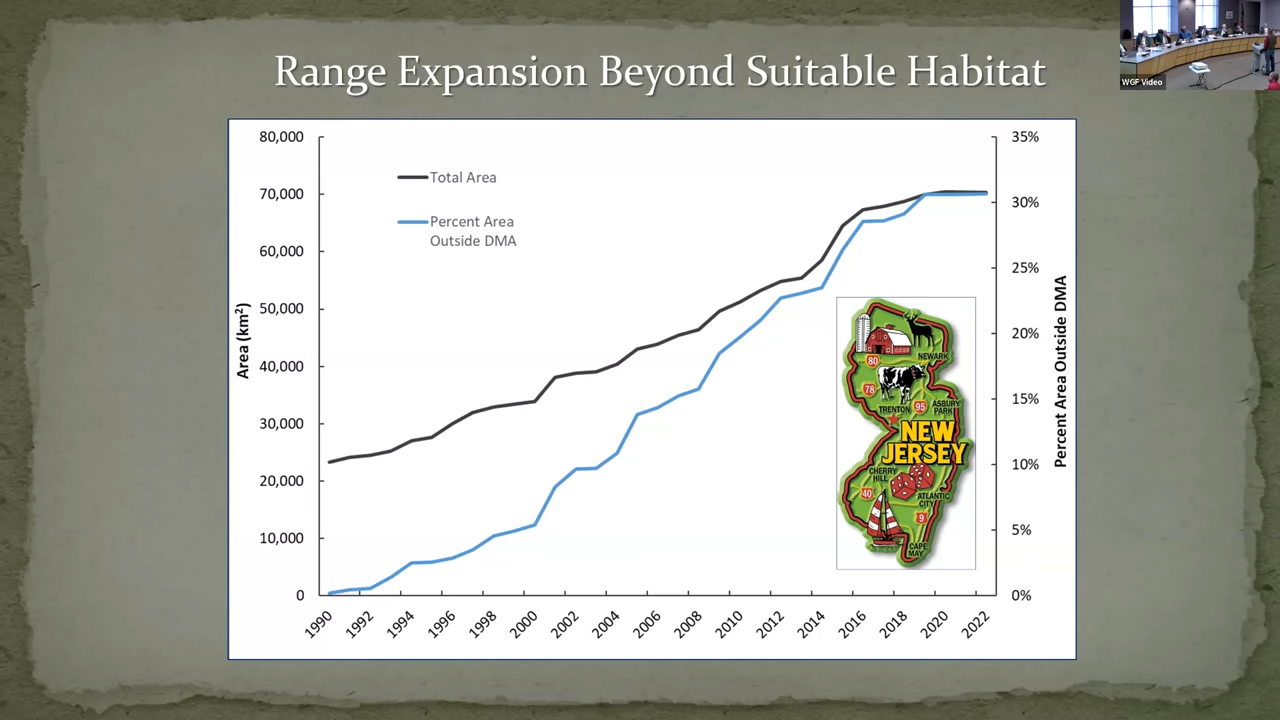 Range Expansion Beyond Suitable Habitat
WGF Video
80,000
70,000
60,000
50,000
40,000
30,000
20,000
10,000
0
Area (km²)
Total Area
Percent Area
Outside DMA
35%
30%
25%
20%
15%
10%
5%
0%
Percent Area Outside DMA
1990
1992
1994
1996
1998
2000
2002
2004
2006
2008
2010
2012
2014
2016
2018
2020
2022
NEWARK
80
78
TRENTON
95
ASBURY
PARK
NEW
JERSEY
CHERRY
HILL
40
ATLANTIC
CITY
9
CAPE
MAY